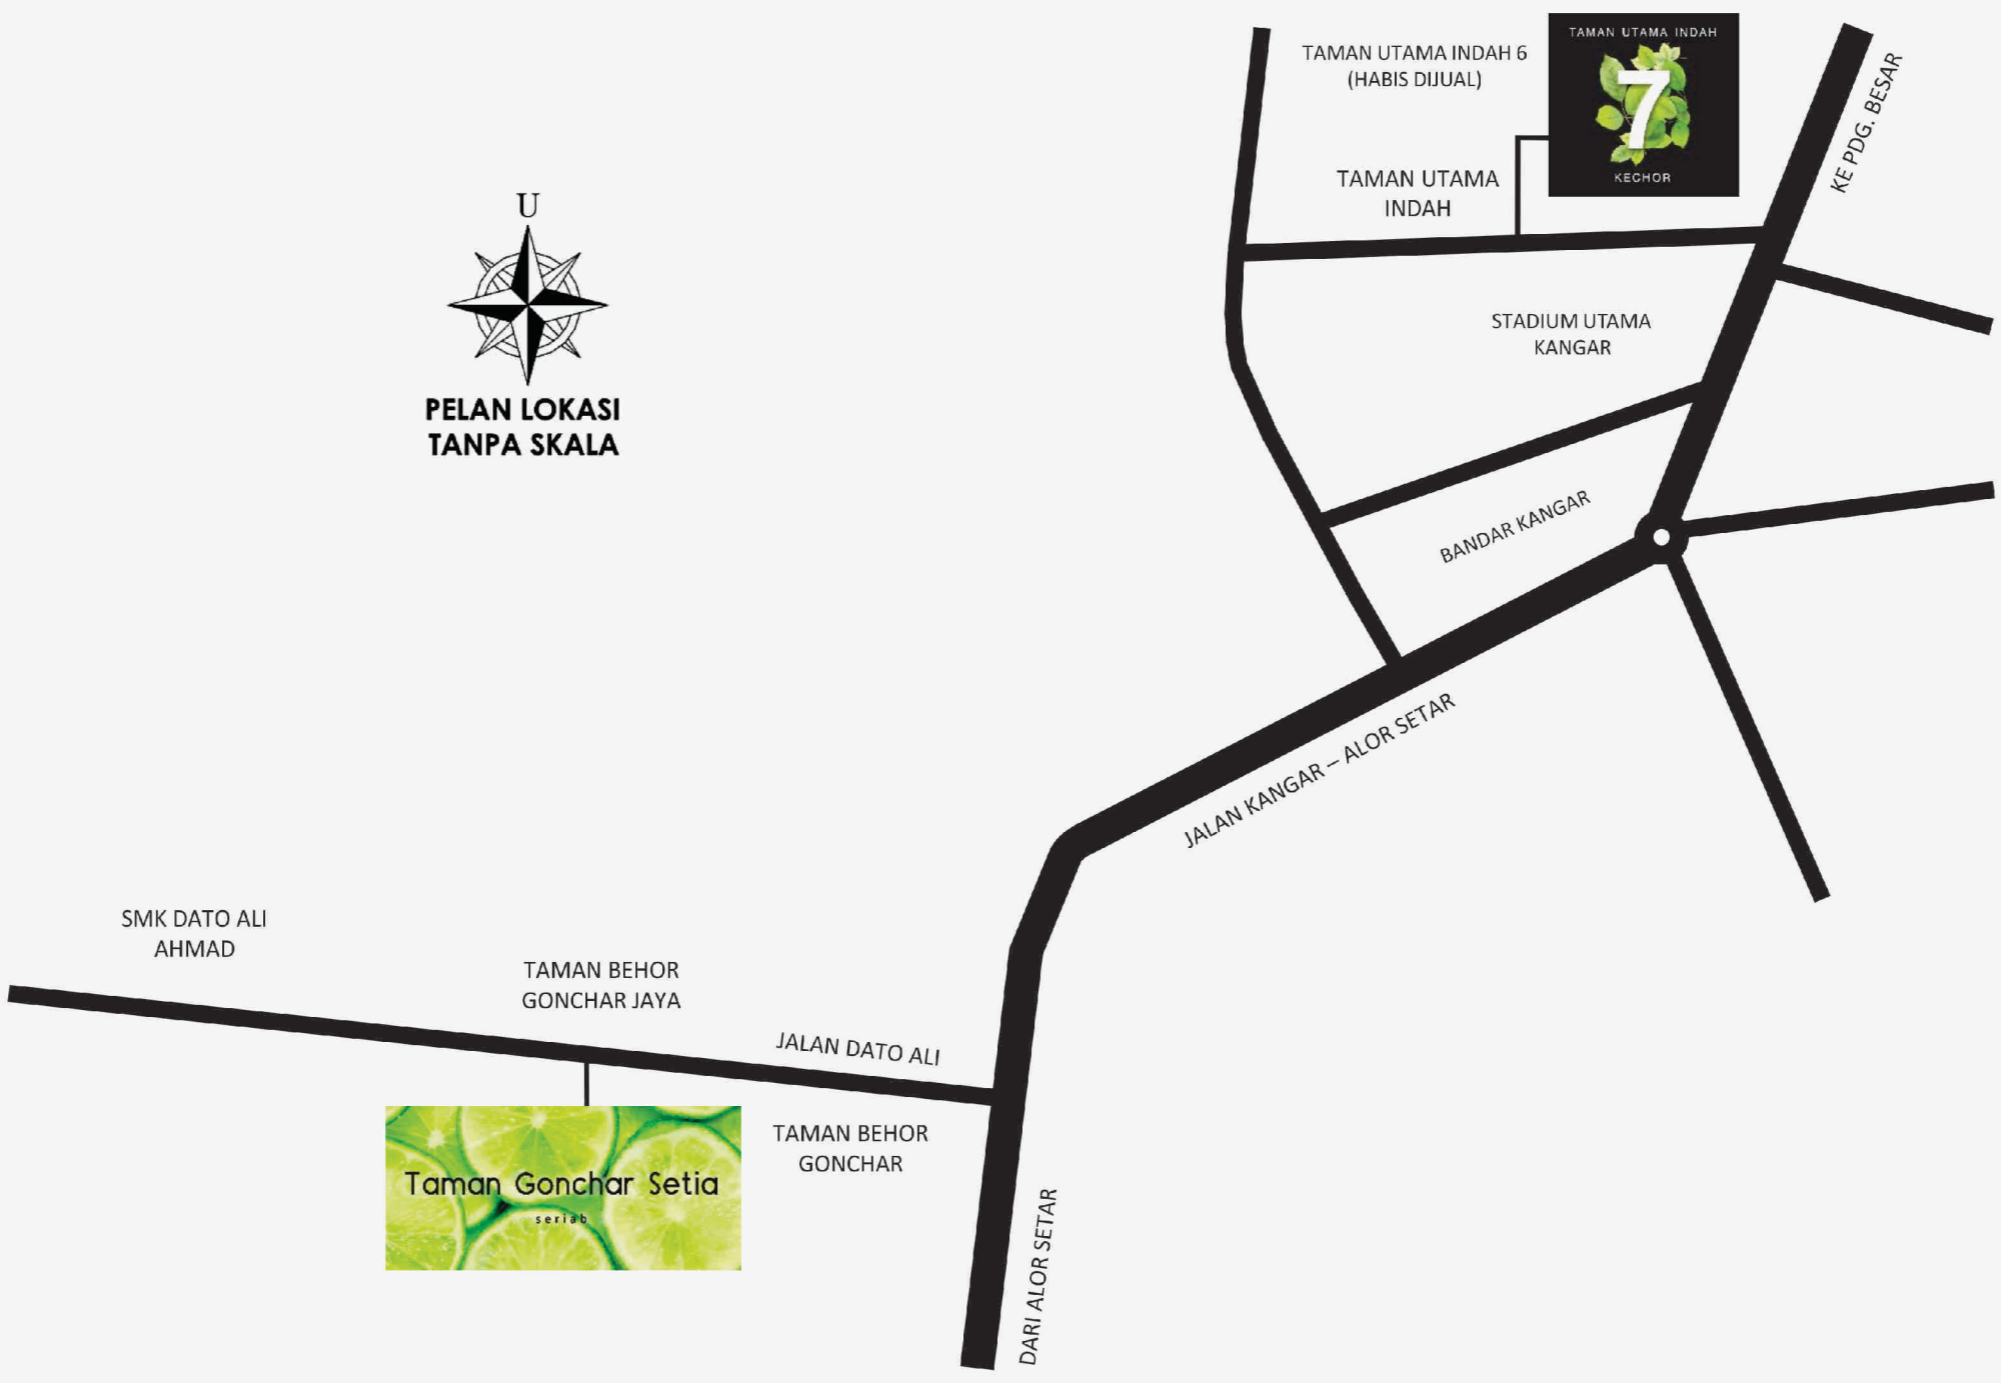 TAMAN UTAMA INDAH 6
(HABIS DIJUAL)
TAMAN UTAMA INDAH
7
KECHOR
KE PDG. BESAR
TAMAN UTAMA
INDAH
U
PELAN LOKASI
TANPA SKALA
STADIUM UTAMA
KANGAR
BANDAR KANGAR
JALAN KANGAR – ALOR SETAR
SMK DATO ALI
AHMAD
TAMAN BEHOR
GONCHAR JAYA
JALAN DATO ALI
TAMAN BEHOR
GONCHAR
Taman Gonchar Setia
seriab
DARI ALOR SETAR